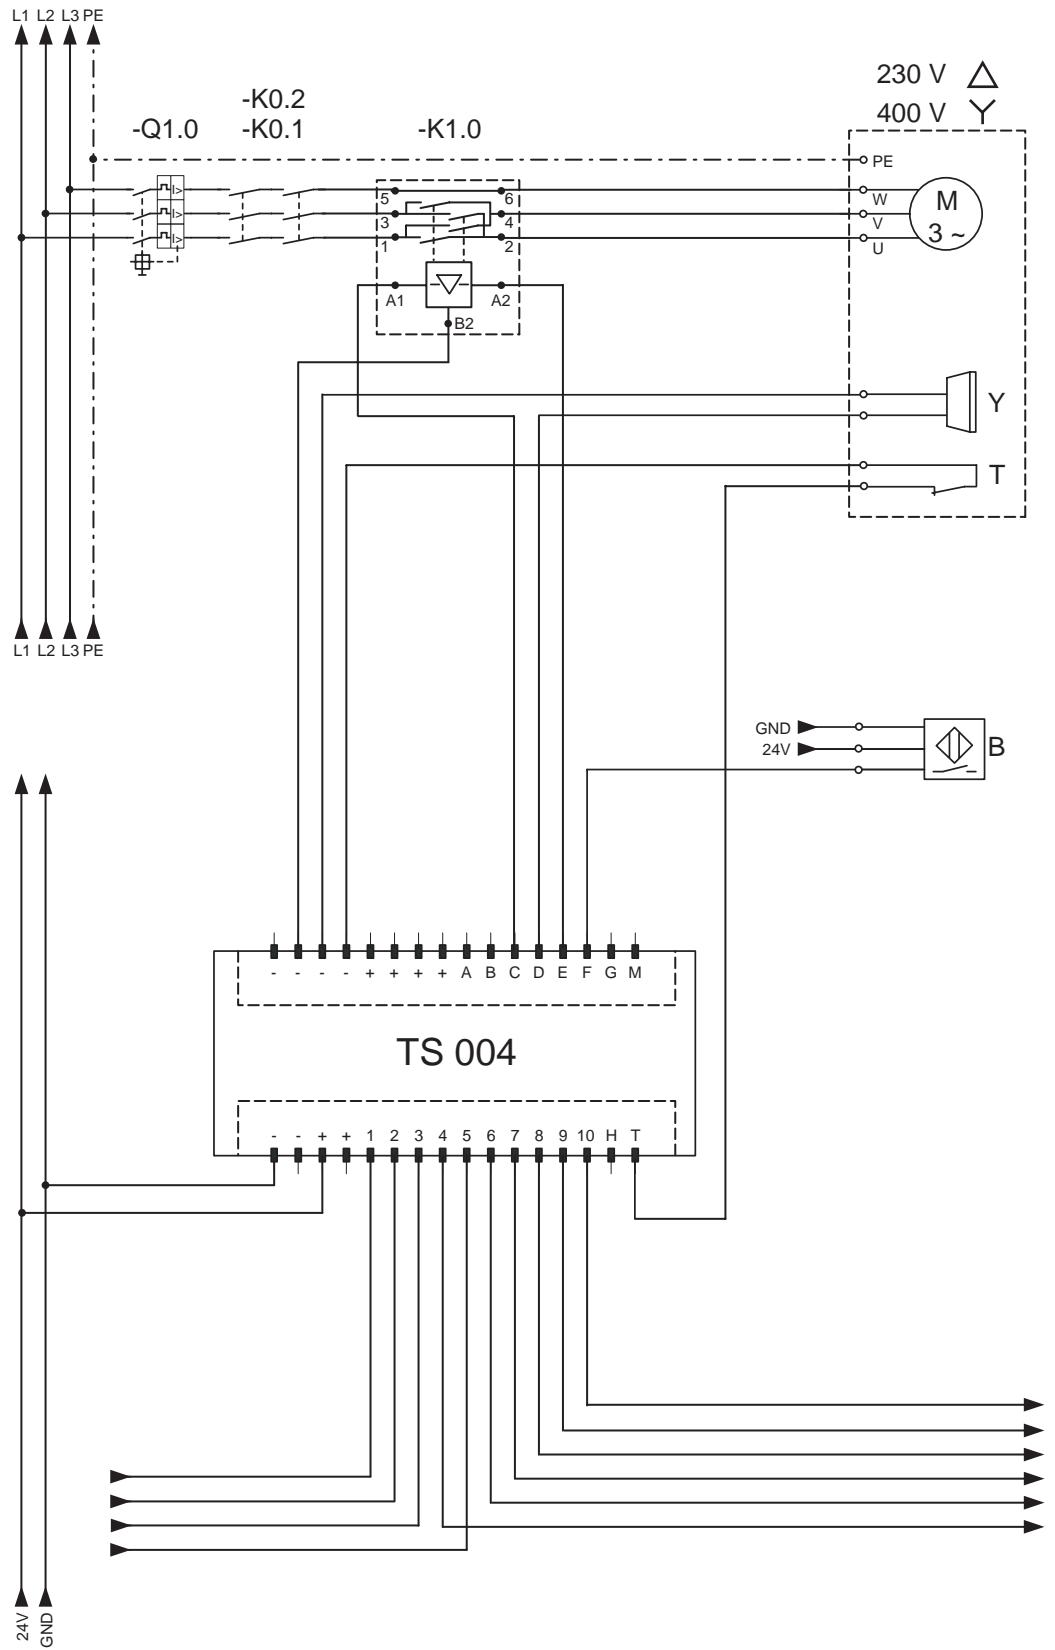 L1 L2 L3 PE
230 V
400 V
-K0.2
-Q1.0 -K0.1 -K1.0
PE
5 6 W M
3 4 V 3 ~
1 2 U
A1 A2
B2
Y
T
L1 L2 L3 PE
GND
24V B
- - - - + + + + A B C D E F G M
TS 004
- - + + 1 2 3 4 5 6 7 8 9 10 H T
24V GND